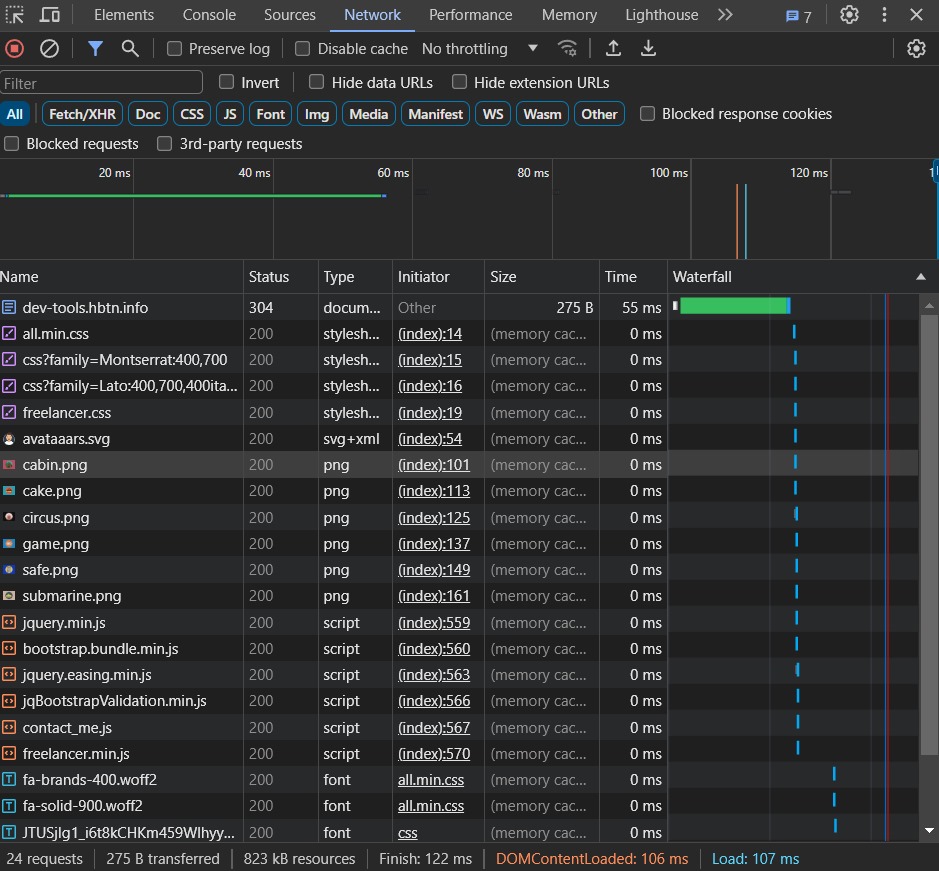 Elements Console Sources Network Performance Memory Lighthouse 7
Preserve log Disable cache No throttling
Filter Invert Hide data URLs Hide extension URLs
All Fetch/XHR Doc CSS JS Font Img Media Manifest WS Wasm Other Blocked response cookies
Blocked requests 3rd-party requests
20 ms 40 ms 60 ms 80 ms 100 ms 120 ms
Name Status Type Initiator Size Time Waterfall
dev-tools.hbtn.info 304 docum... Other 275 B 55 ms
all.min.css 200 stylesh... (index):14 (memory cac... 0 ms
css?family=Montserrat:400,700 200 stylesh... (index):15 (memory cac... 0 ms
css?family=Lato:400,700,400ita... 200 stylesh... (index):16 (memory cac... 0 ms
freelancer.css 200 stylesh... (index):19 (memory cac... 0 ms
avataaars.svg 200 svg+xml (index):54 (memory cac... 0 ms
cabin.png 200 png (index):101 (memory cac... 0 ms
cake.png 200 png (index):113 (memory cac... 0 ms
circus.png 200 png (index):125 (memory cac... 0 ms
game.png 200 png (index):137 (memory cac... 0 ms
safe.png 200 png (index):149 (memory cac... 0 ms
submarine.png 200 png (index):161 (memory cac... 0 ms
jquery.min.js 200 script (index):559 (memory cac... 0 ms
bootstrap.bundle.min.js 200 script (index):560 (memory cac... 0 ms
jquery.easing.min.js 200 script (index):563 (memory cac... 0 ms
jqBootstrapValidation.min.js 200 script (index):566 (memory cac... 0 ms
contact_me.js 200 script (index):567 (memory cac... 0 ms
freelancer.min.js 200 script (index):570 (memory cac... 0 ms
fa-brands-400.woff2 200 font all.min.css (memory cac... 0 ms
fa-solid-900.woff2 200 font all.min.css (memory cac... 0 ms
JTUSjIg1_i6t8kCHKm459WIhyy... 200 font css (memory cac... 0 ms
24 requests 275 B transferred 823 kB resources Finish: 122 ms DOMContentLoaded: 106 ms Load: 107 ms